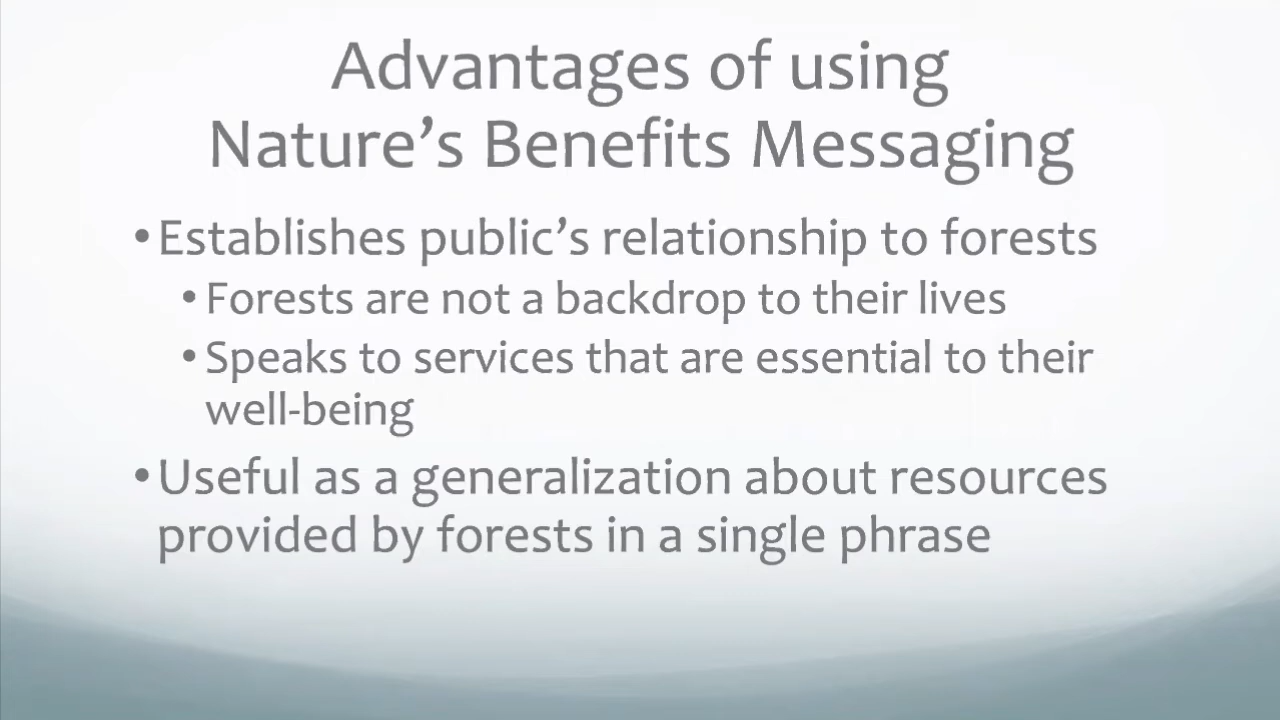 Advantages of using
Nature’s Benefits Messaging
•Establishes public’s relationship to forests
•Forests are not a backdrop to their lives
•Speaks to services that are essential to their
well-being
•Useful as a generalization about resources
provided by forests in a single phrase